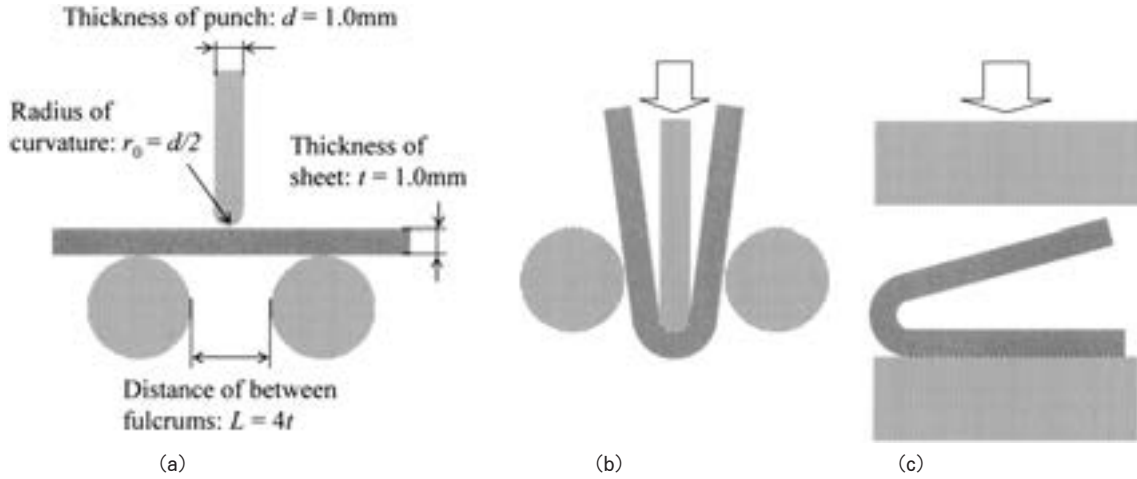 Thickness of punch: d = 1.0mm
Radius of
curvature: r₀ = d/2
Thickness of
sheet: t = 1.0mm
Distance of between
fulcrums: L = 4t
(a)
(b)
(c)